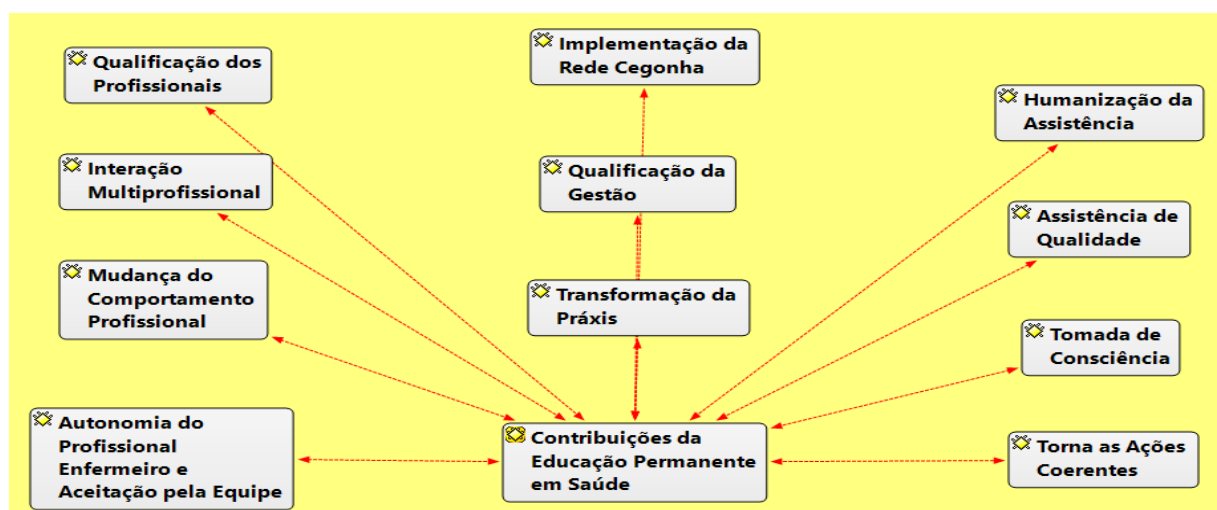 Qualificação dos
Profissionais
Interação
Multiprofissional
Mudança do
Comportamento
Profissional
Autonomia do
Profissional
Enfermeiro e
Aceitação pela Equipe
Implementação da
Rede Cegonha
Qualificação da
Gestão
Transformação da
Práxis
Contribuições da
Educação Permanente
em Saúde
Humanização da
Assistência
Assistência de
Qualidade
Tomada de
Consciência
Torna as Ações
Coerentes